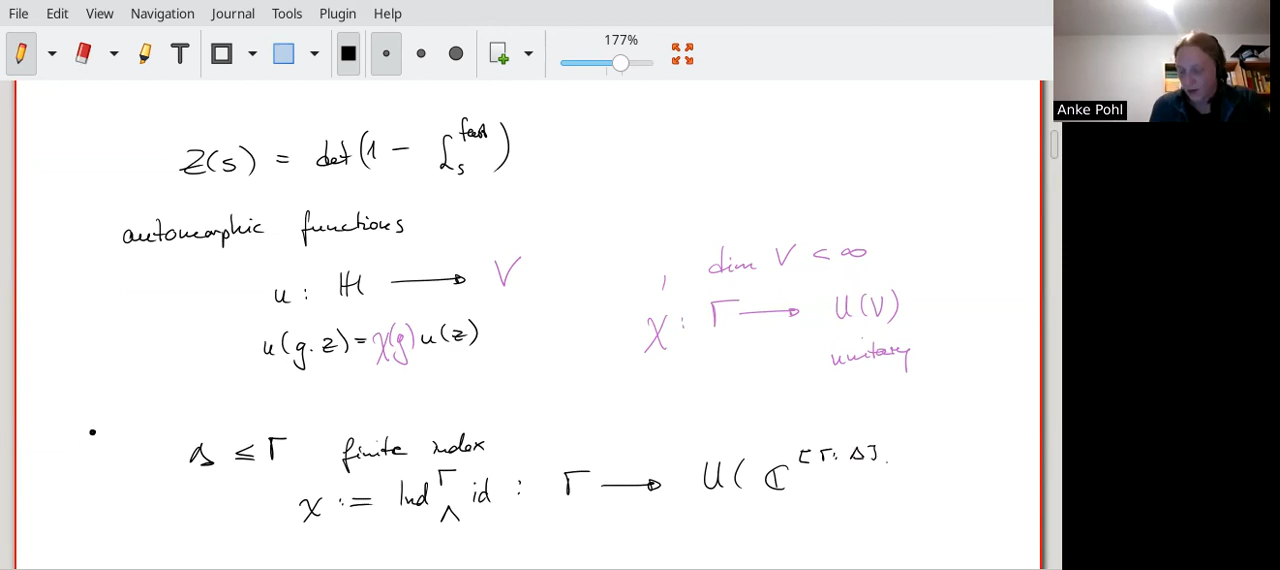 File Edit View Navigation Journal Tools Plugin Help
177%
Anke Pohl
Z(s) = det(1 - ℒ_s^fast)
automorphic functions
u : ℍ ⟶ V , dim V < ∞
u(g.z) = χ(g) u(z) χ : Γ ⟶ U(V)
unitary
• Δ ≤ Γ finite index
χ := Ind_Λ^Γ id : Γ ⟶ U( ℂ^[Γ:Δ].